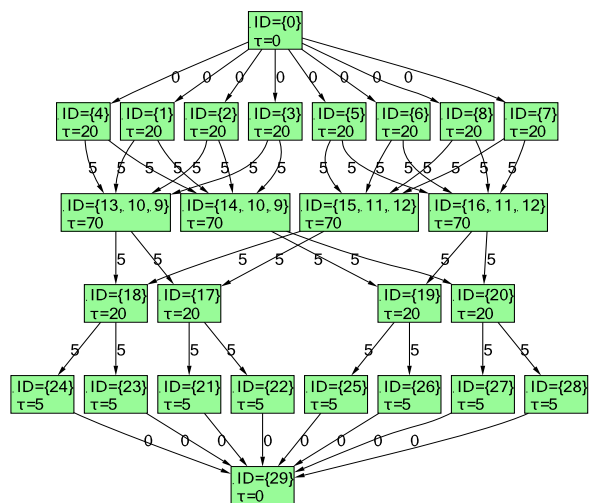 ID={0}
τ=0
0 0 0 0 0 0 0 0
ID={4} ID={1} ID={2} ID={3} ID={5} ID={6} ID={8} ID={7}
τ=20 τ=20 τ=20 τ=20 τ=20 τ=20 τ=20 τ=20
5 5 5 5 5 5 5 5 5 5 5 5 5 5 5 5
ID={13, 10, 9} ID={14, 10, 9} ID={15, 11, 12} ID={16, 11, 12}
τ=70 τ=70 τ=70 τ=70
5 5 5 5 5 5 5 5
ID={18} ID={17} ID={19} ID={20}
τ=20 τ=20 τ=20 τ=20
5 5 5 5 5 5 5 5
ID={24} ID={23} ID={21} ID={22} ID={25} ID={26} ID={27} ID={28}
τ=5 τ=5 τ=5 τ=5 τ=5 τ=5 τ=5 τ=5
0 0 0 0 0 0 0 0
ID={29}
τ=0